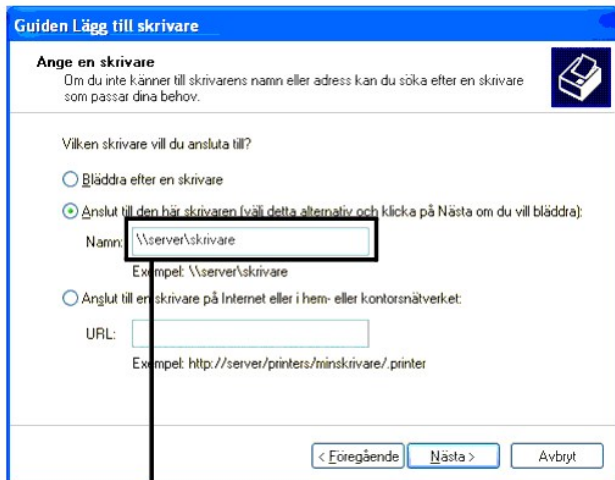 Guiden Lägg till skrivare
Ange en skrivare
Om du inte känner till skrivarens namn eller adress kan du söka efter en skrivare
som passar dina behov.
Vilken skrivare vill du ansluta till?
Bläddra efter en skrivare
Anslut till den här skrivaren (välj detta alternativ och klicka på Nästa om du vill bläddra):
Namn: \\server\skrivare
Exempel: \\server\skrivare
Anslut till en skrivare på Internet eller i hem- eller kontorsnätverket:
URL:
Exempel: http://server/printers/minskrivare/.printer
< Föregående Nästa > Avbryt